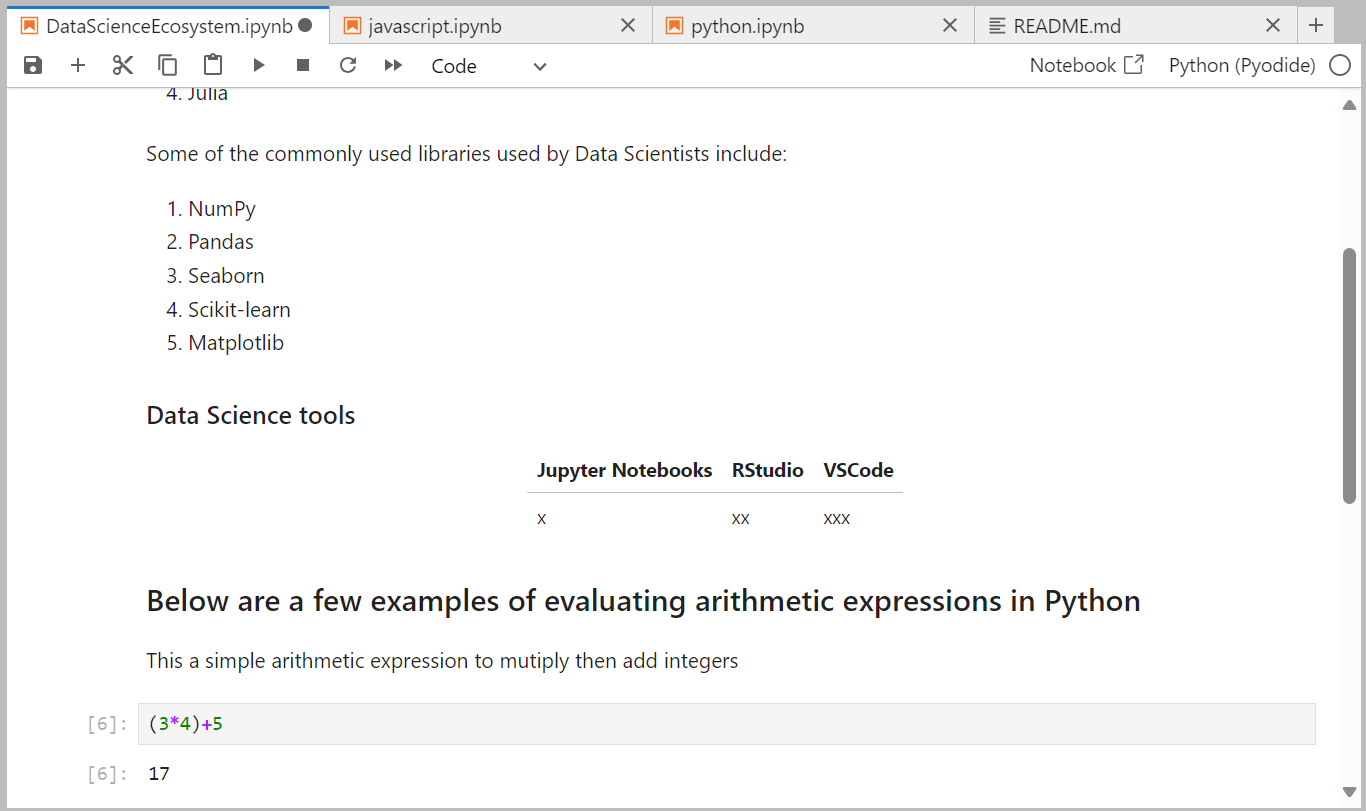 DataScienceEcosystem.ipynb javascript.ipynb python.ipynb README.md
Code Notebook Python (Pyodide)
4. Julia
Some of the commonly used libraries used by Data Scientists include:
1. NumPy
2. Pandas
3. Seaborn
4. Scikit-learn
5. Matplotlib
Data Science tools
Jupyter Notebooks RStudio VSCode
x xx xxx
Below are a few examples of evaluating arithmetic expressions in Python
This a simple arithmetic expression to mutiply then add integers
[6]: (3*4)+5
[6]: 17